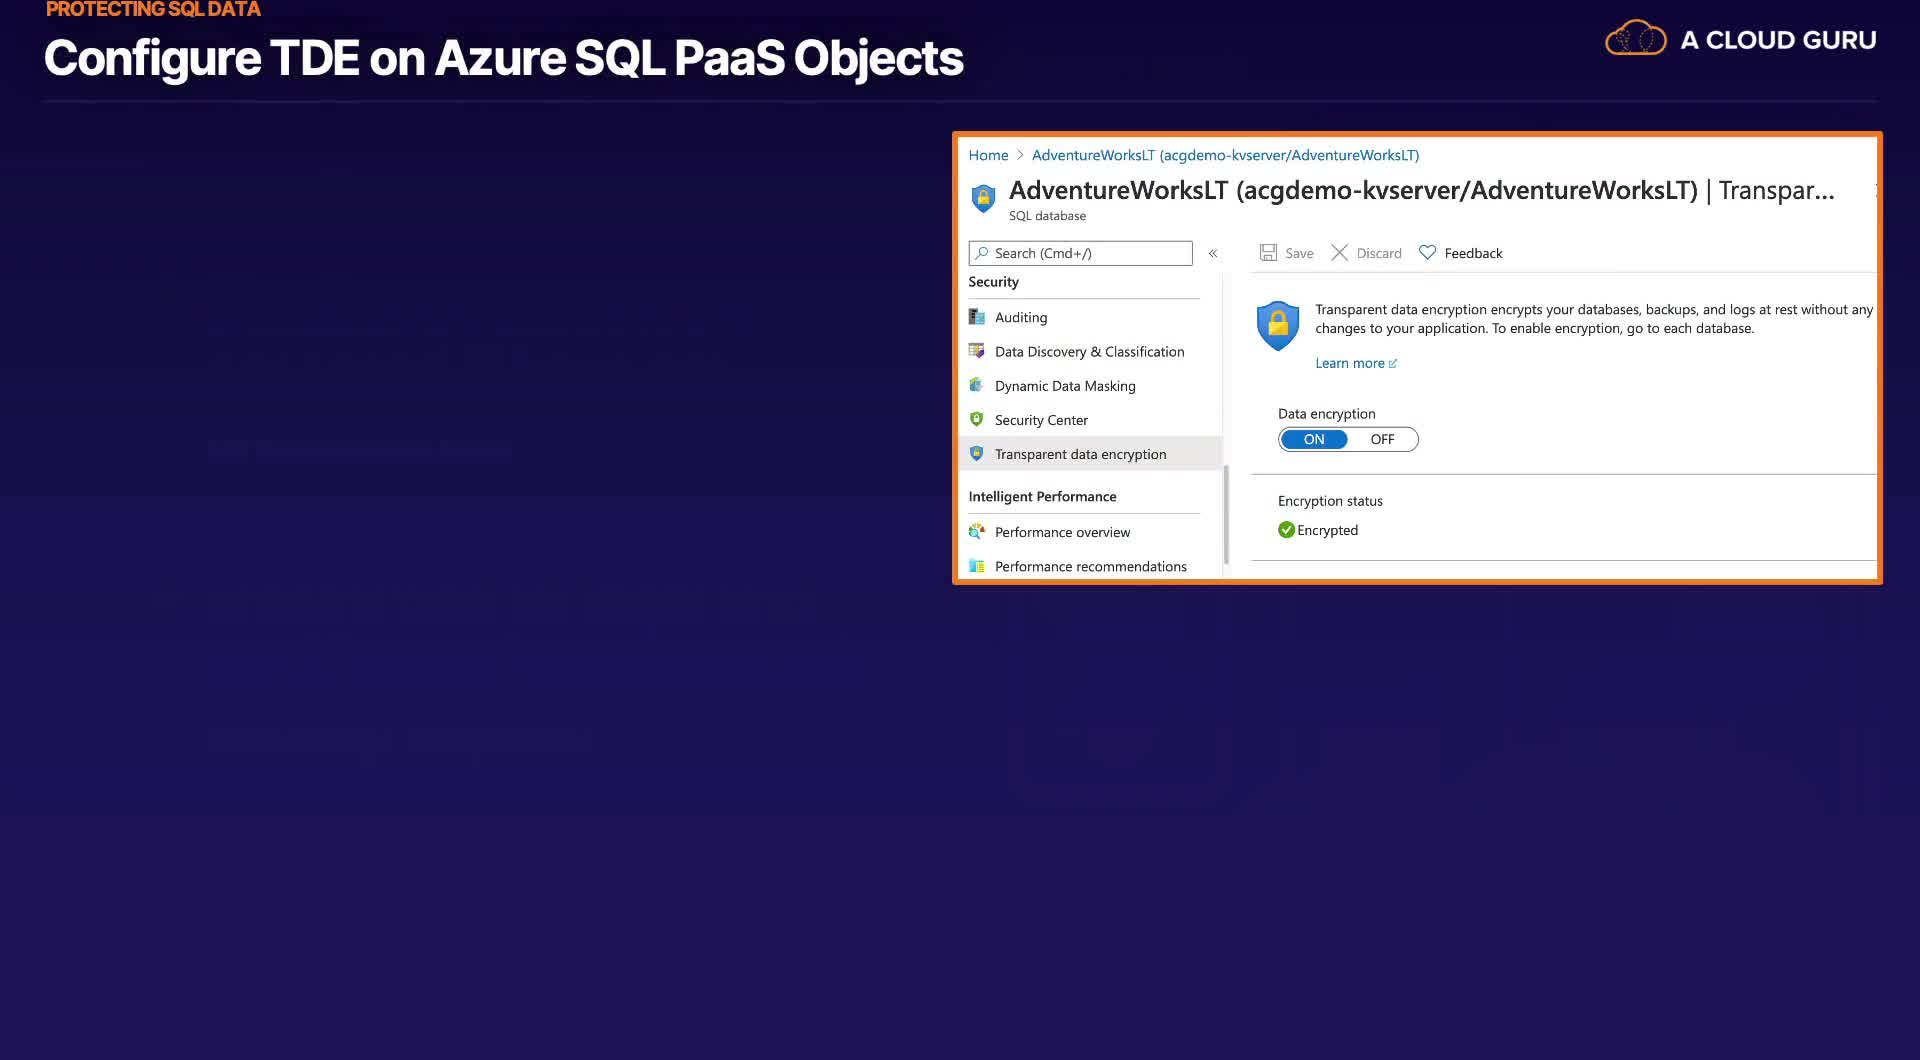 PROTECTING SQL DATA
Configure TDE on Azure SQL PaaS Objects
A CLOUD GURU
Home > AdventureWorksLT (acgdemo-kvserver/AdventureWorksLT)
AdventureWorksLT (acgdemo-kvserver/AdventureWorksLT) | Transpar...
SQL database
Search (Cmd+/)
«
Save
Discard
Feedback
Security
Auditing
Data Discovery & Classification
Dynamic Data Masking
Security Center
Transparent data encryption
Intelligent Performance
Performance overview
Performance recommendations
Transparent data encryption encrypts your databases, backups, and logs at rest without any
changes to your application. To enable encryption, go to each database.
Learn more
Data encryption
ON OFF
Encryption status
Encrypted